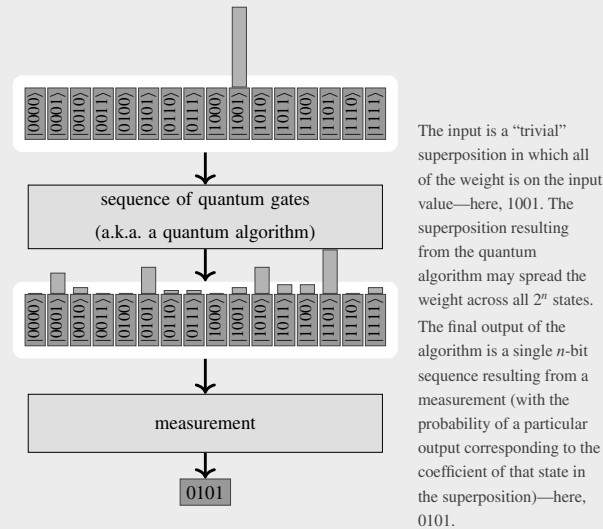 |0000⟩ |0001⟩ |0010⟩ |0011⟩ |0100⟩ |0101⟩ |0110⟩ |0111⟩ |1000⟩ |1001⟩ |1010⟩ |1011⟩ |1100⟩ |1101⟩ |1110⟩ |1111⟩
sequence of quantum gates
(a.k.a. a quantum algorithm)
|0000⟩ |0001⟩ |0010⟩ |0011⟩ |0100⟩ |0101⟩ |0110⟩ |0111⟩ |1000⟩ |1001⟩ |1010⟩ |1011⟩ |1100⟩ |1101⟩ |1110⟩ |1111⟩
measurement
0101
The input is a “trivial”
superposition in which all
of the weight is on the input
value—here, 1001. The
superposition resulting
from the quantum
algorithm may spread the
weight across all 2ⁿ states.
The final output of the
algorithm is a single n-bit
sequence resulting from a
measurement (with the
probability of a particular
output corresponding to the
coefficient of that state in
the superposition)—here,
0101.